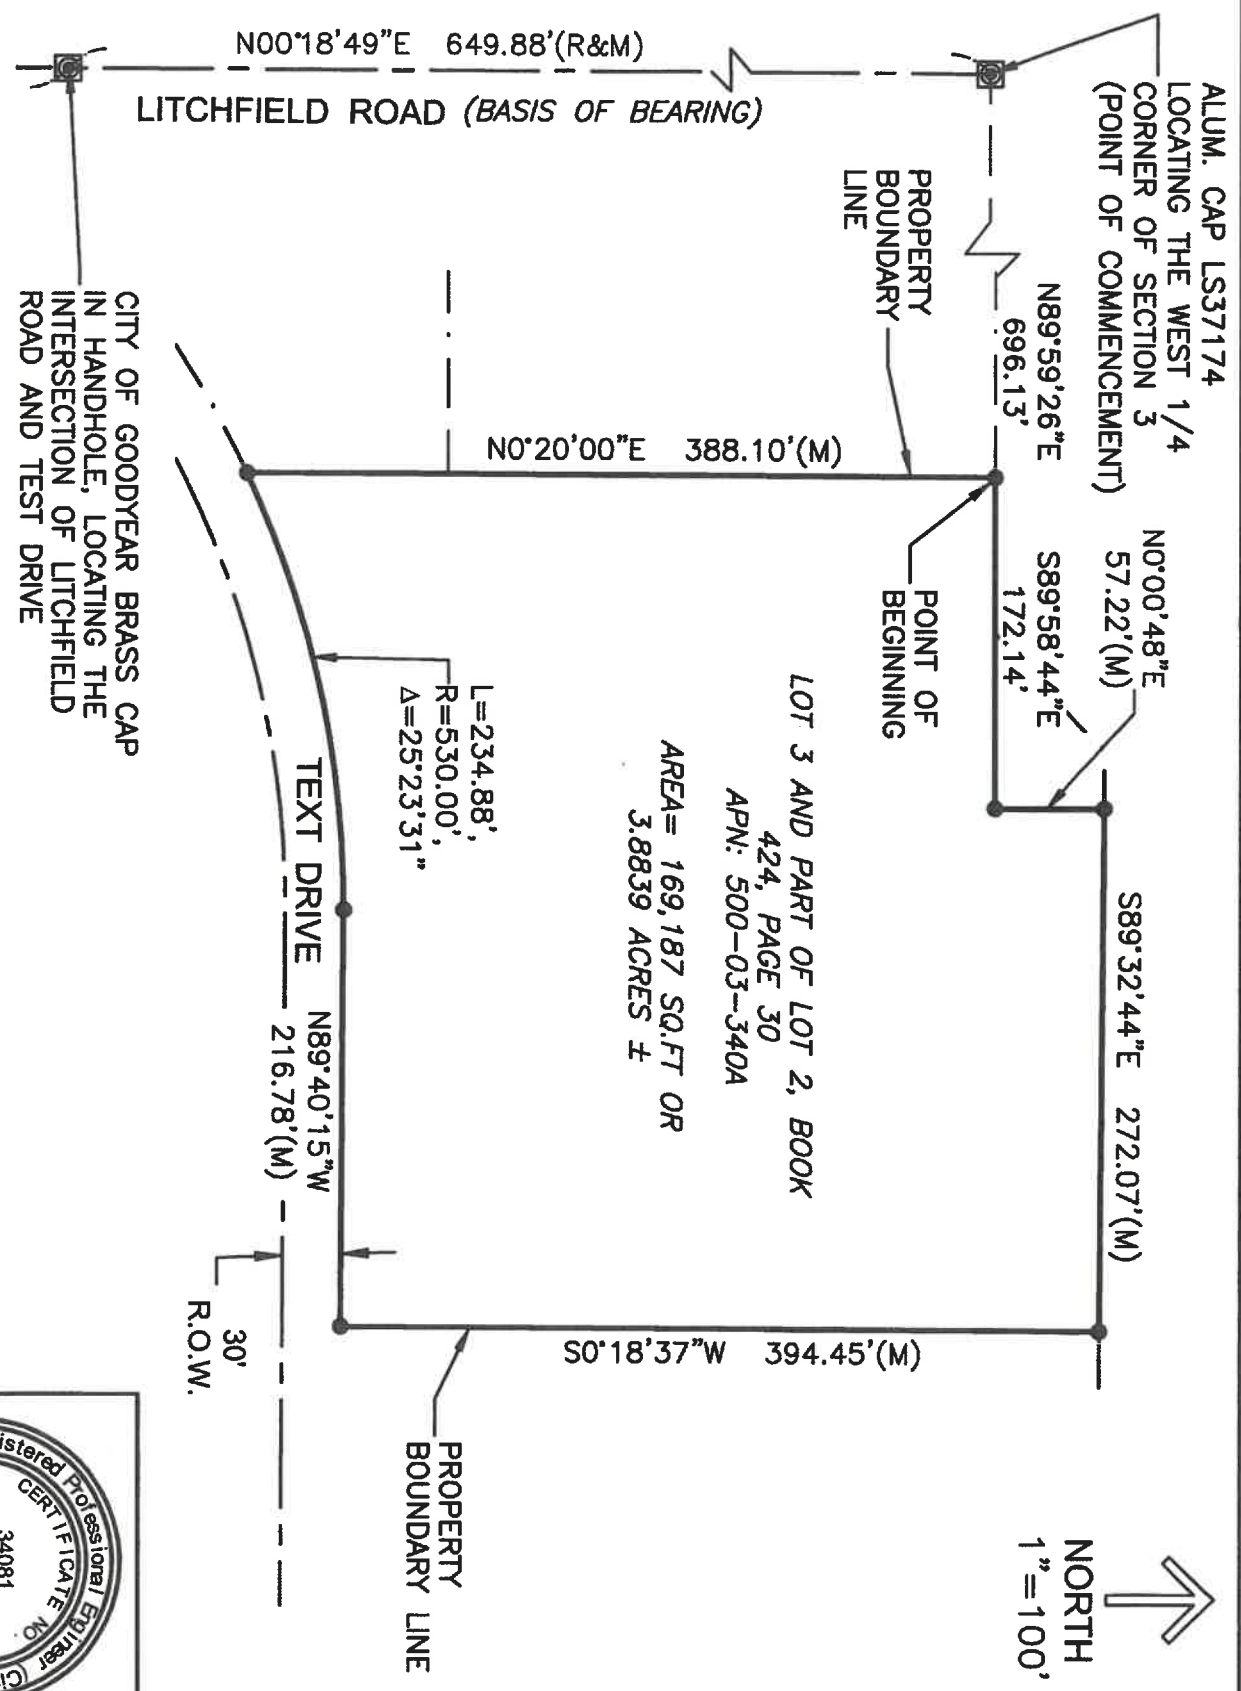 ALUM. CAP LS37174
LOCATING THE WEST 1/4
CORNER OF SECTION 3
(POINT OF COMMENCEMENT)
N0°00'48"E
57.22'(M)
S89°58'44"E
172.14'
N89°59'26"E
696.13'
S89°32'44"E 272.07'(M)
NORTH
1"=100'
N00°18'49"E 649.88'(R&M)
LITCHFIELD ROAD (BASIS OF BEARING)
PROPERTY
BOUNDARY
LINE
N0°20'00"E 388.10'(M)
POINT OF
BEGINNING
LOT 3 AND PART OF LOT 2, BOOK
424, PAGE 30
APN: 500-03-340A
AREA= 169,187 SQ.FT OR
3.8839 ACRES ±
S0°18'37"W 394.45'(M)
L=234.88',
R=530.00',
Δ=25°23'31"
TEXT DRIVE
N89°40'15"W
216.78'(M)
30'
R.O.W.
PROPERTY
BOUNDARY LINE
CITY OF GOODYEAR BRASS CAP
IN HANDHOLE, LOCATING THE
INTERSECTION OF LITCHFIELD
ROAD AND TEST DRIVE
istered Professional Engineer (Ci
CERTIFICATE NO.
34081